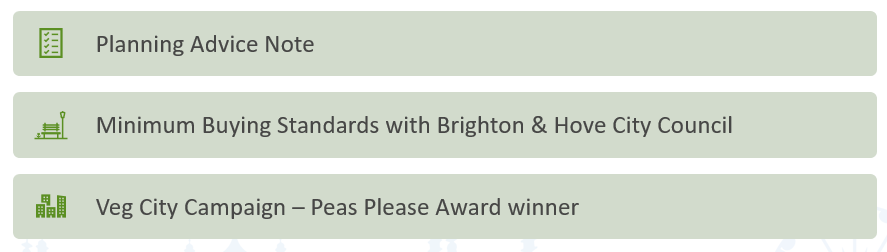 Planning Advice Note
Minimum Buying Standards with Brighton & Hove City Council
Veg City Campaign – Peas Please Award winner